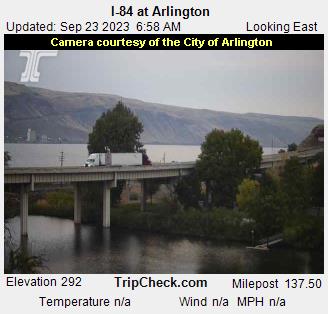 I-84 at Arlington
Updated: Sep 23 2023 6:58 AM Looking East
Camera courtesy of the City of Arlington
Elevation 292 TripCheck.com Milepost 137.50
Temperature n/a Wind n/a MPH n/a